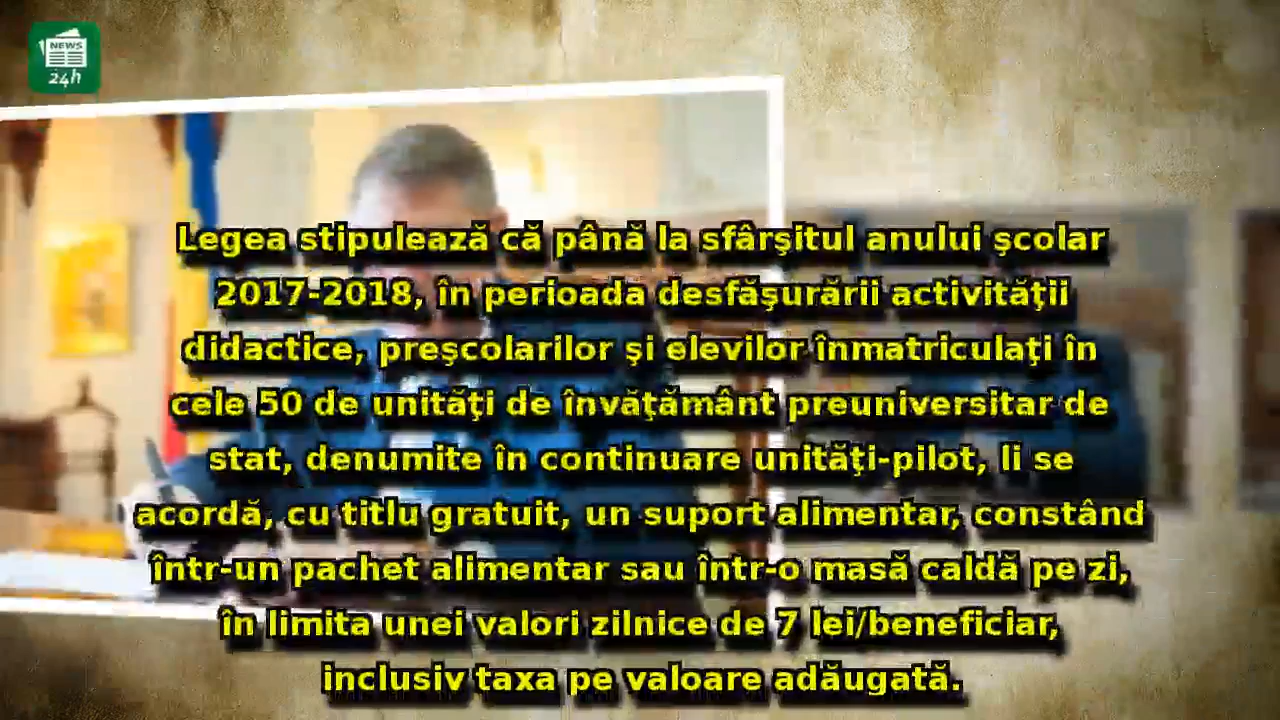 NEWS
24h
Legea stipulează că până la sfârşitul anului şcolar
2017-2018, în perioada desfăşurării activităţii
didactice, preşcolarilor şi elevilor înmatriculaţi în
cele 50 de unităţi de învăţământ preuniversitar de
stat, denumite în continuare unităţi-pilot, li se
acordă, cu titlu gratuit, un suport alimentar, constând
într-un pachet alimentar sau într-o masă caldă pe zi,
în limita unei valori zilnice de 7 lei/beneficiar,
inclusiv taxa pe valoare adăugată.